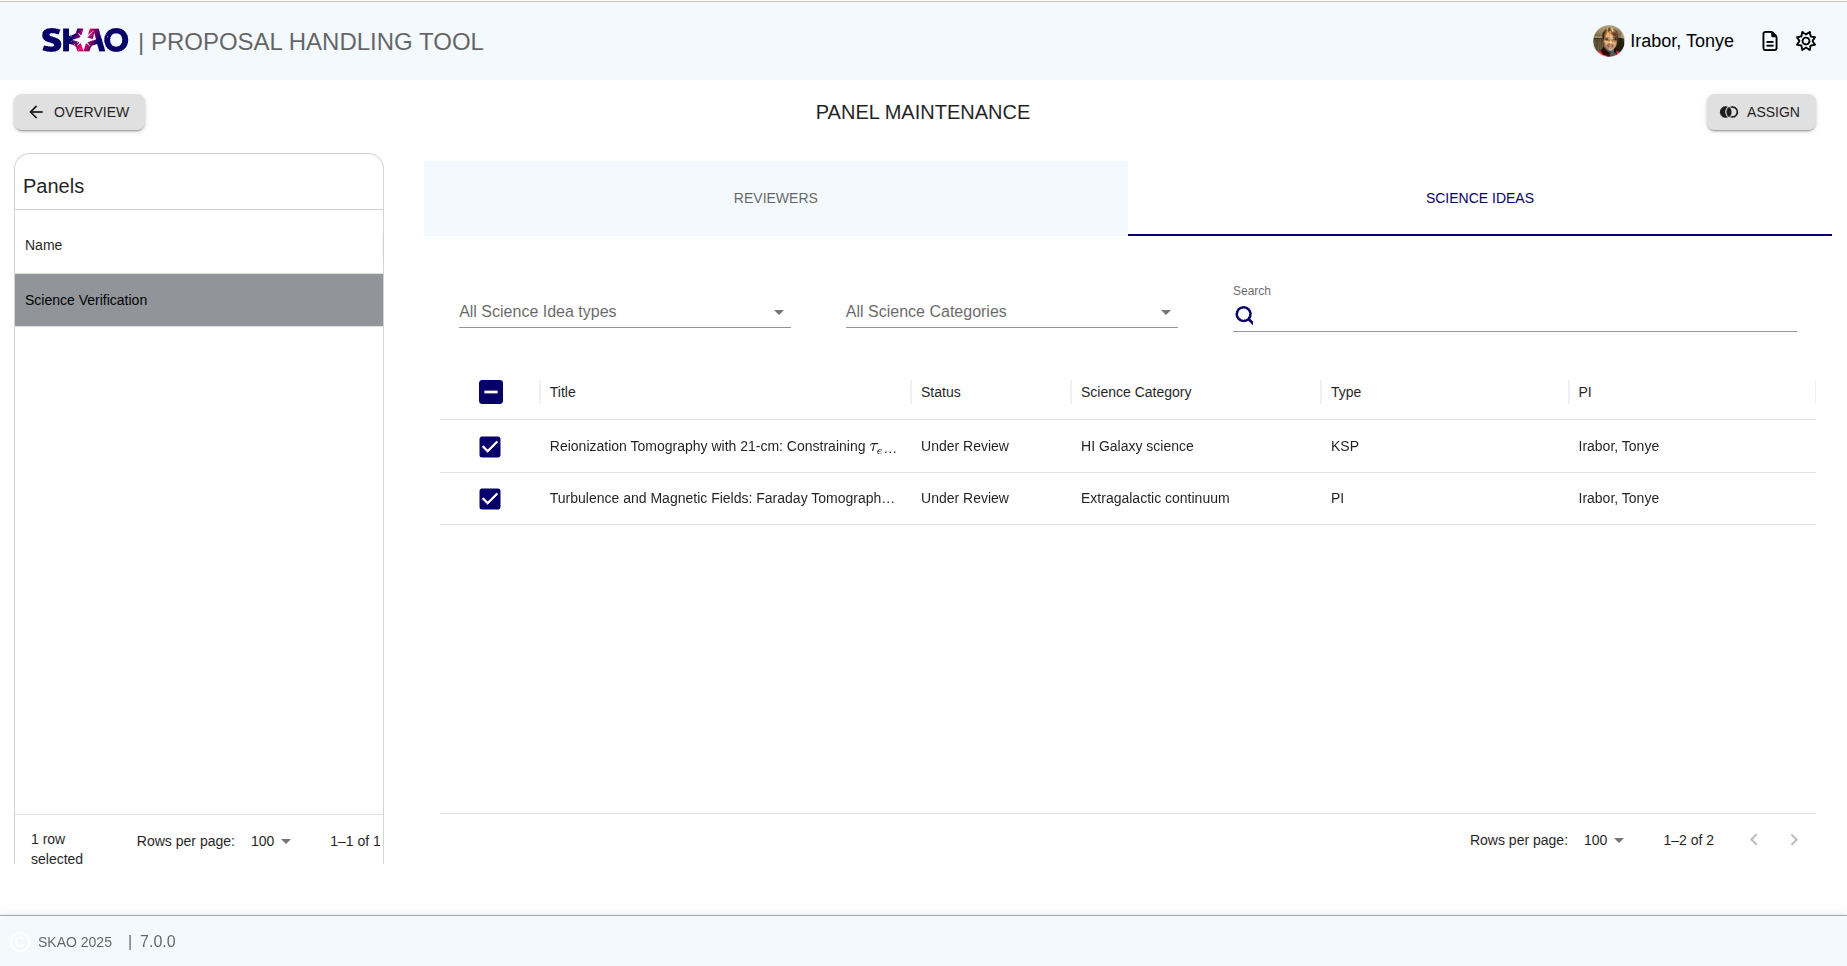 SKAO | PROPOSAL HANDLING TOOL
Irabor, Tonye
OVERVIEW
PANEL MAINTENANCE
ASSIGN
Panels
Name
Science Verification
1 row selected
Rows per page: 100
1–1 of 1
REVIEWERS
SCIENCE IDEAS
All Science Idea types
All Science Categories
Search
Title Status Science Category Type PI
Reionization Tomography with 21-cm: Constraining τₑ... Under Review HI Galaxy science KSP Irabor, Tonye
Turbulence and Magnetic Fields: Faraday Tomograph... Under Review Extragalactic continuum PI Irabor, Tonye
Rows per page: 100 1–2 of 2
© SKAO 2025 | 7.0.0